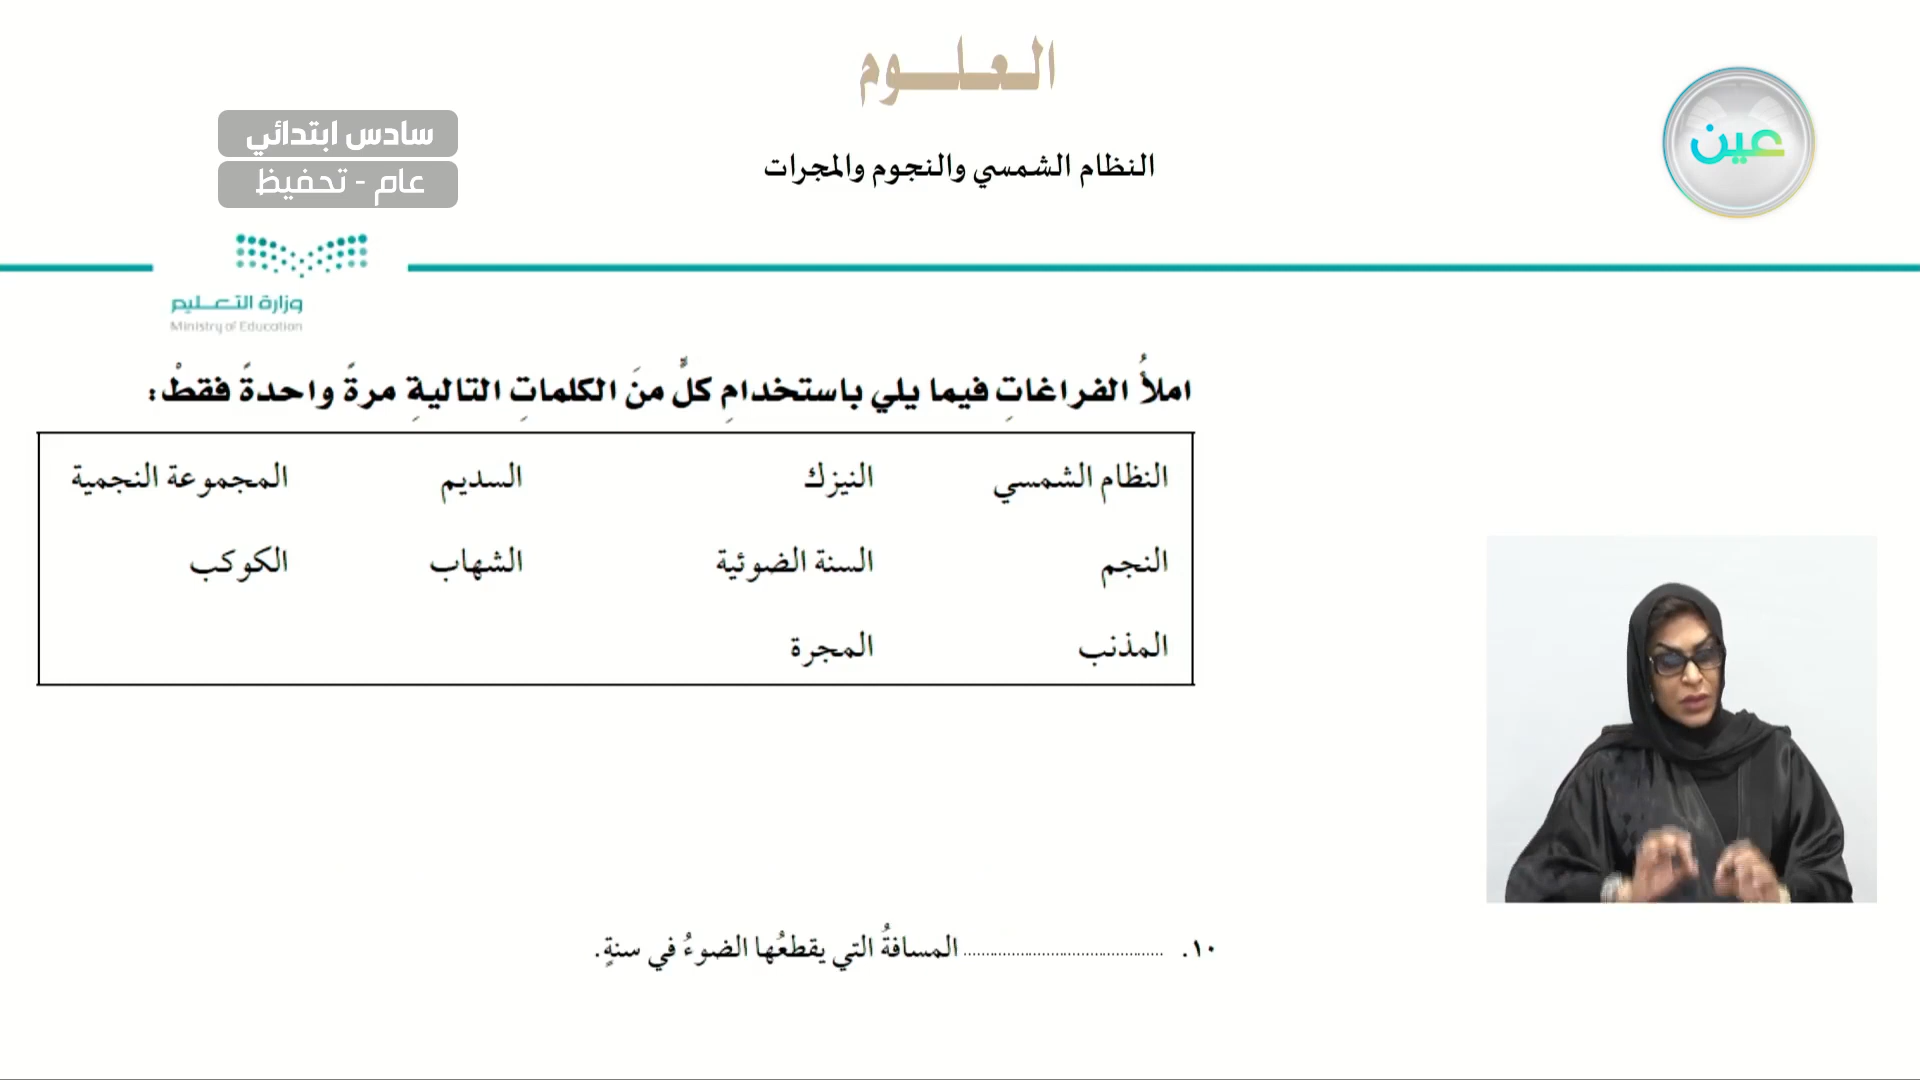 العلوم
عين
سادس ابتدائي
عام - تحفيظ
النظام الشمسي والنجوم والمجرات
وزارة التعليم
Ministry of Education
املأُ الفراغاتِ فيما يلي باستخدامِ كلٍّ منَ الكلماتِ التاليةِ مرةً واحدةً فقطْ:
النظام الشمسي النيزك السديم المجموعة النجمية
النجم السنة الضوئية الشهاب الكوكب
المذنب المجرة
١٠. ........................................ المسافةُ التي يقطعُها الضوءُ في سنةٍ.